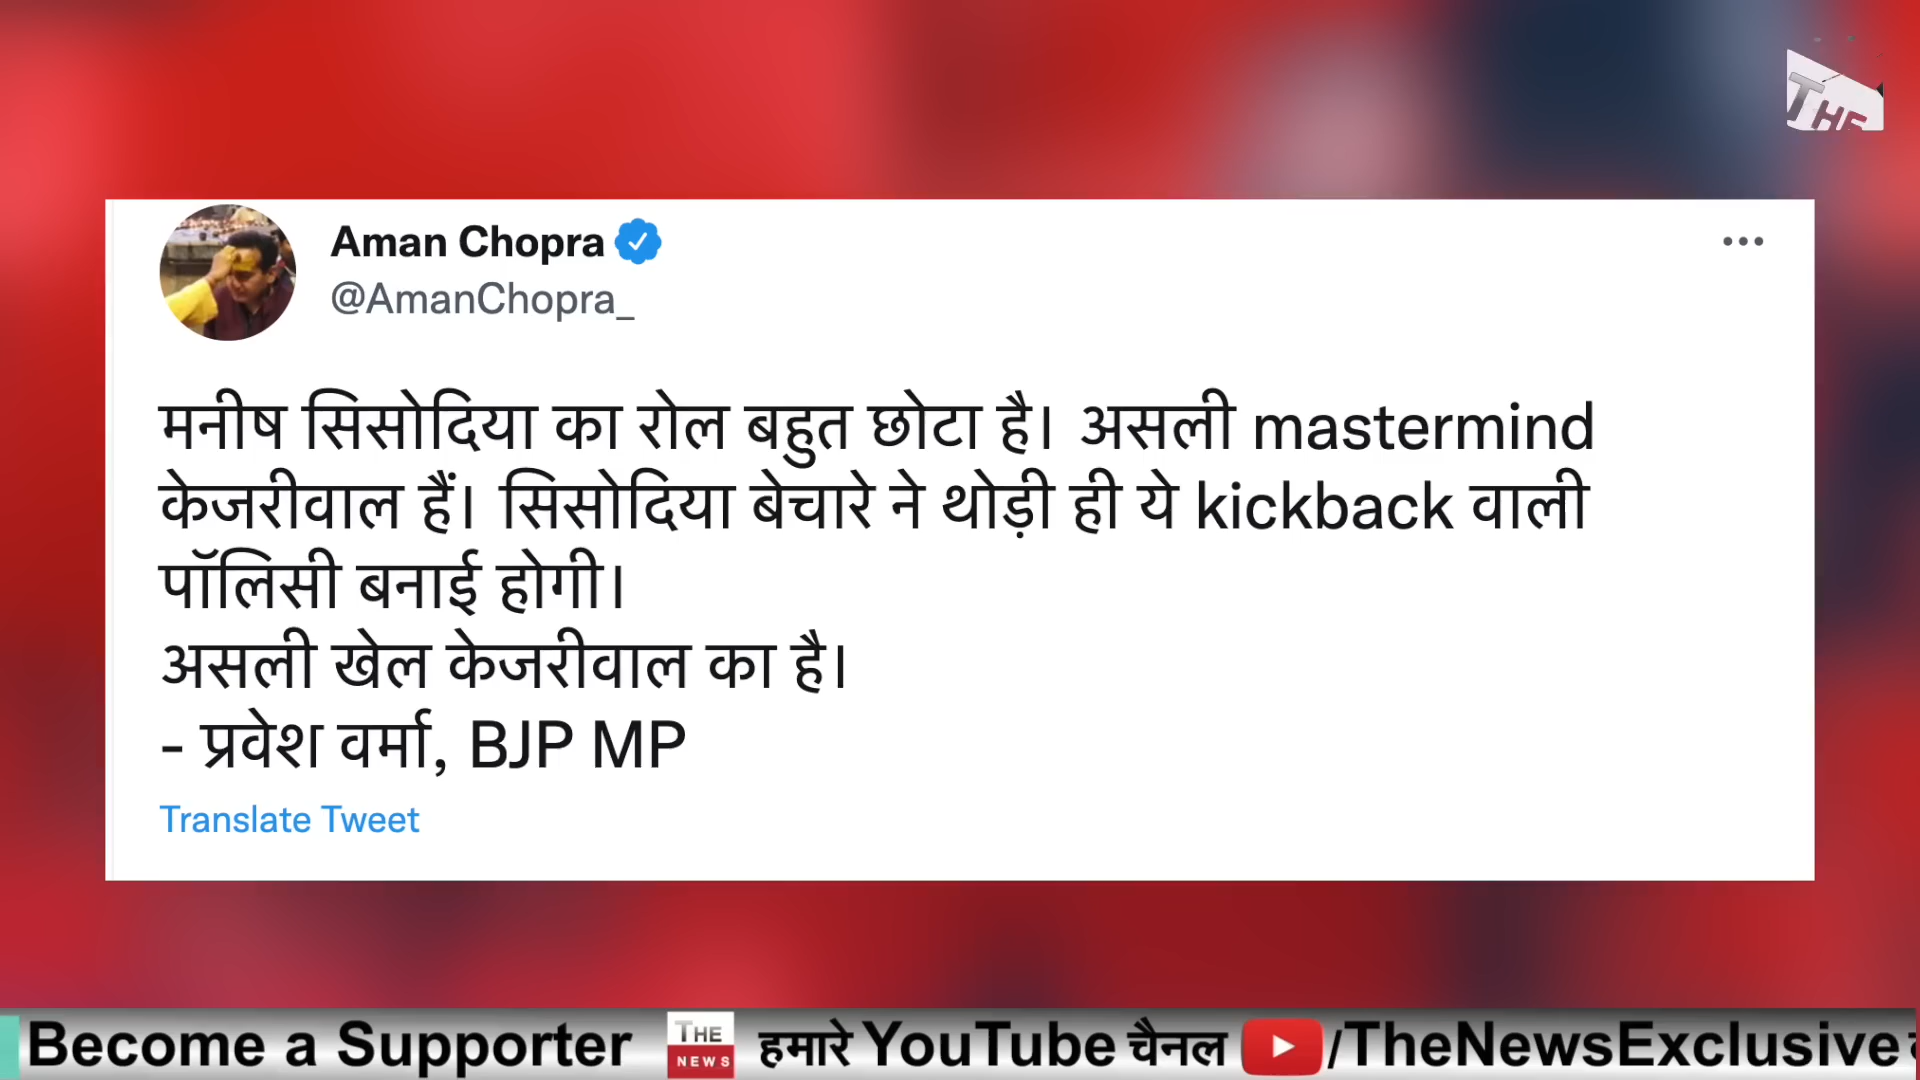 THE
Aman Chopra
@AmanChopra_
मनीष सिसोदिया का रोल बहुत छोटा है। असली mastermind
केजरीवाल हैं। सिसोदिया बेचारे ने थोड़ी ही ये kickback वाली
पॉलिसी बनाई होगी।
असली खेल केजरीवाल का है।
- प्रवेश वर्मा, BJP MP
Translate Tweet
Become a Supporter THE NEWS हमारे YouTube चैनल /TheNewsExclusive